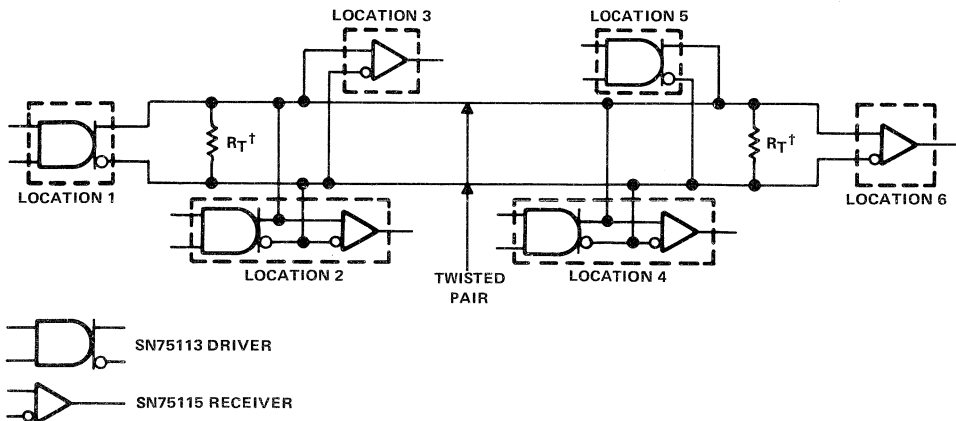 LOCATION 3
LOCATION 5
LOCATION 1
RT†
RT†
LOCATION 6
LOCATION 2
LOCATION 4
TWISTED
PAIR
SN75113 DRIVER
SN75115 RECEIVER